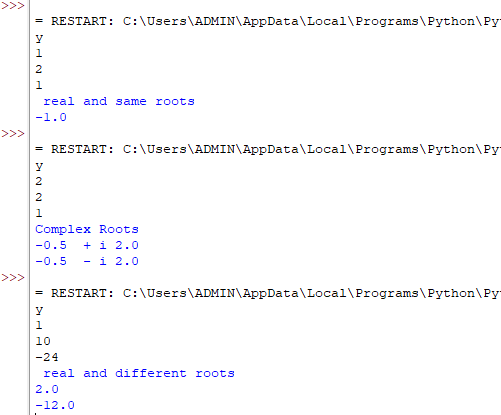 >>>
= RESTART: C:\Users\ADMIN\AppData\Local\Programs\Python\Py
y
1
2
1
 real and same roots
-1.0
>>>
= RESTART: C:\Users\ADMIN\AppData\Local\Programs\Python\Py
y
2
2
1
Complex Roots
-0.5  + i 2.0
-0.5  - i 2.0
>>>
= RESTART: C:\Users\ADMIN\AppData\Local\Programs\Python\Py
y
1
10
-24
 real and different roots
2.0
-12.0